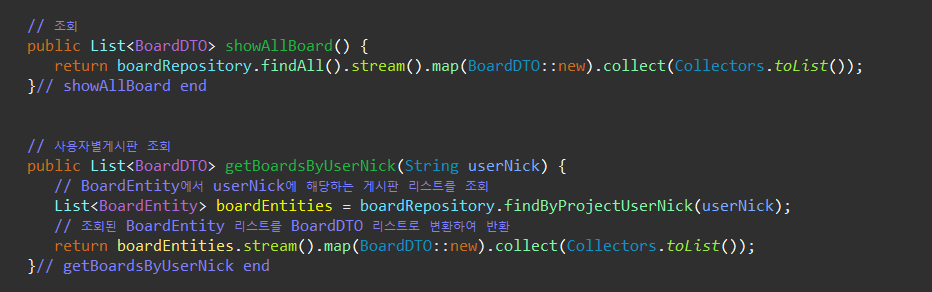 // 조회
public List<BoardDTO> showAllBoard() {
return boardRepository.findAll().stream().map(BoardDTO::new).collect(Collectors.toList());
}// showAllBoard end
// 사용자별게시판 조회
public List<BoardDTO> getBoardsByUserNick(String userNick) {
// BoardEntity에서 userNick에 해당하는 게시판 리스트를 조회
List<BoardEntity> boardEntities = boardRepository.findByProjectUserNick(userNick);
// 조회된 BoardEntity 리스트를 BoardDTO 리스트로 변환하여 반환
return boardEntities.stream().map(BoardDTO::new).collect(Collectors.toList());
}// getBoardsByUserNick end